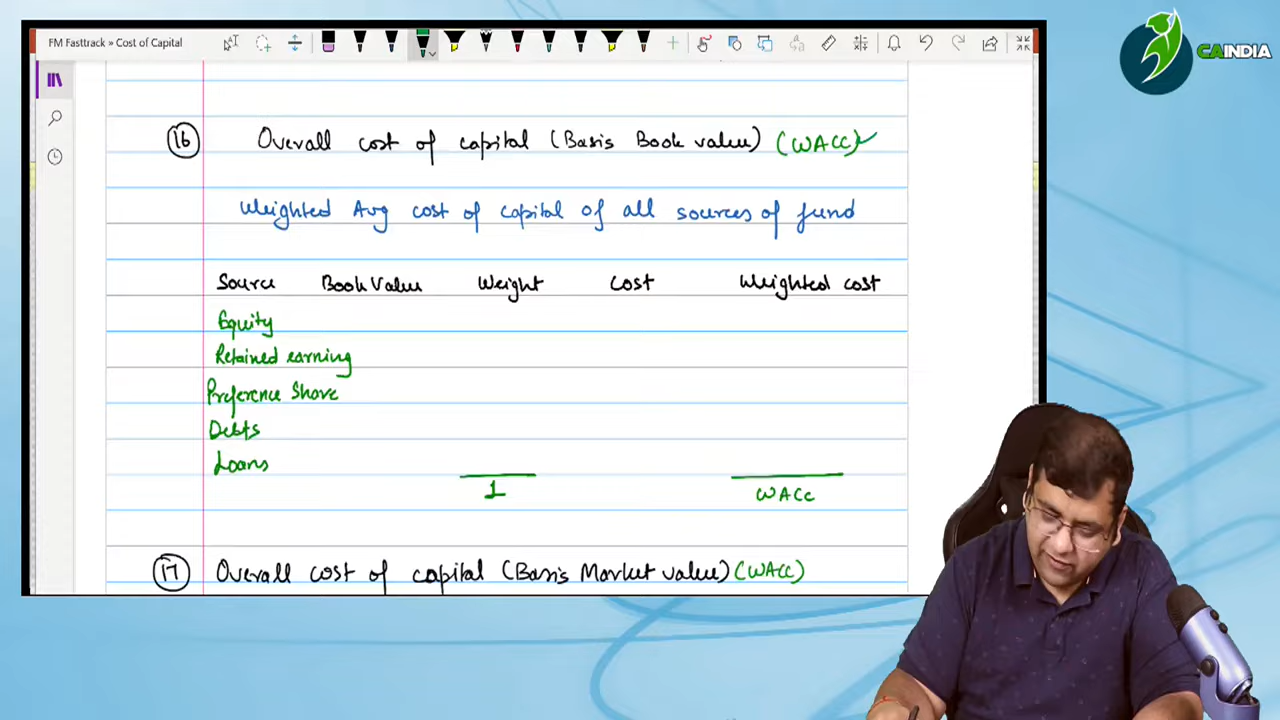 FM Fasttrack » Cost of Capital
CAINDIA
16 Overall cost of capital (Basis Book value) (WACC)
Weighted Avg cost of capital of all sources of fund
Source Book Value Weight Cost Weighted cost
Equity
Retained earning
Preference Share
Debts
Loans
1 WACC
17 Overall cost of capital (Basis Market value) (WACC)